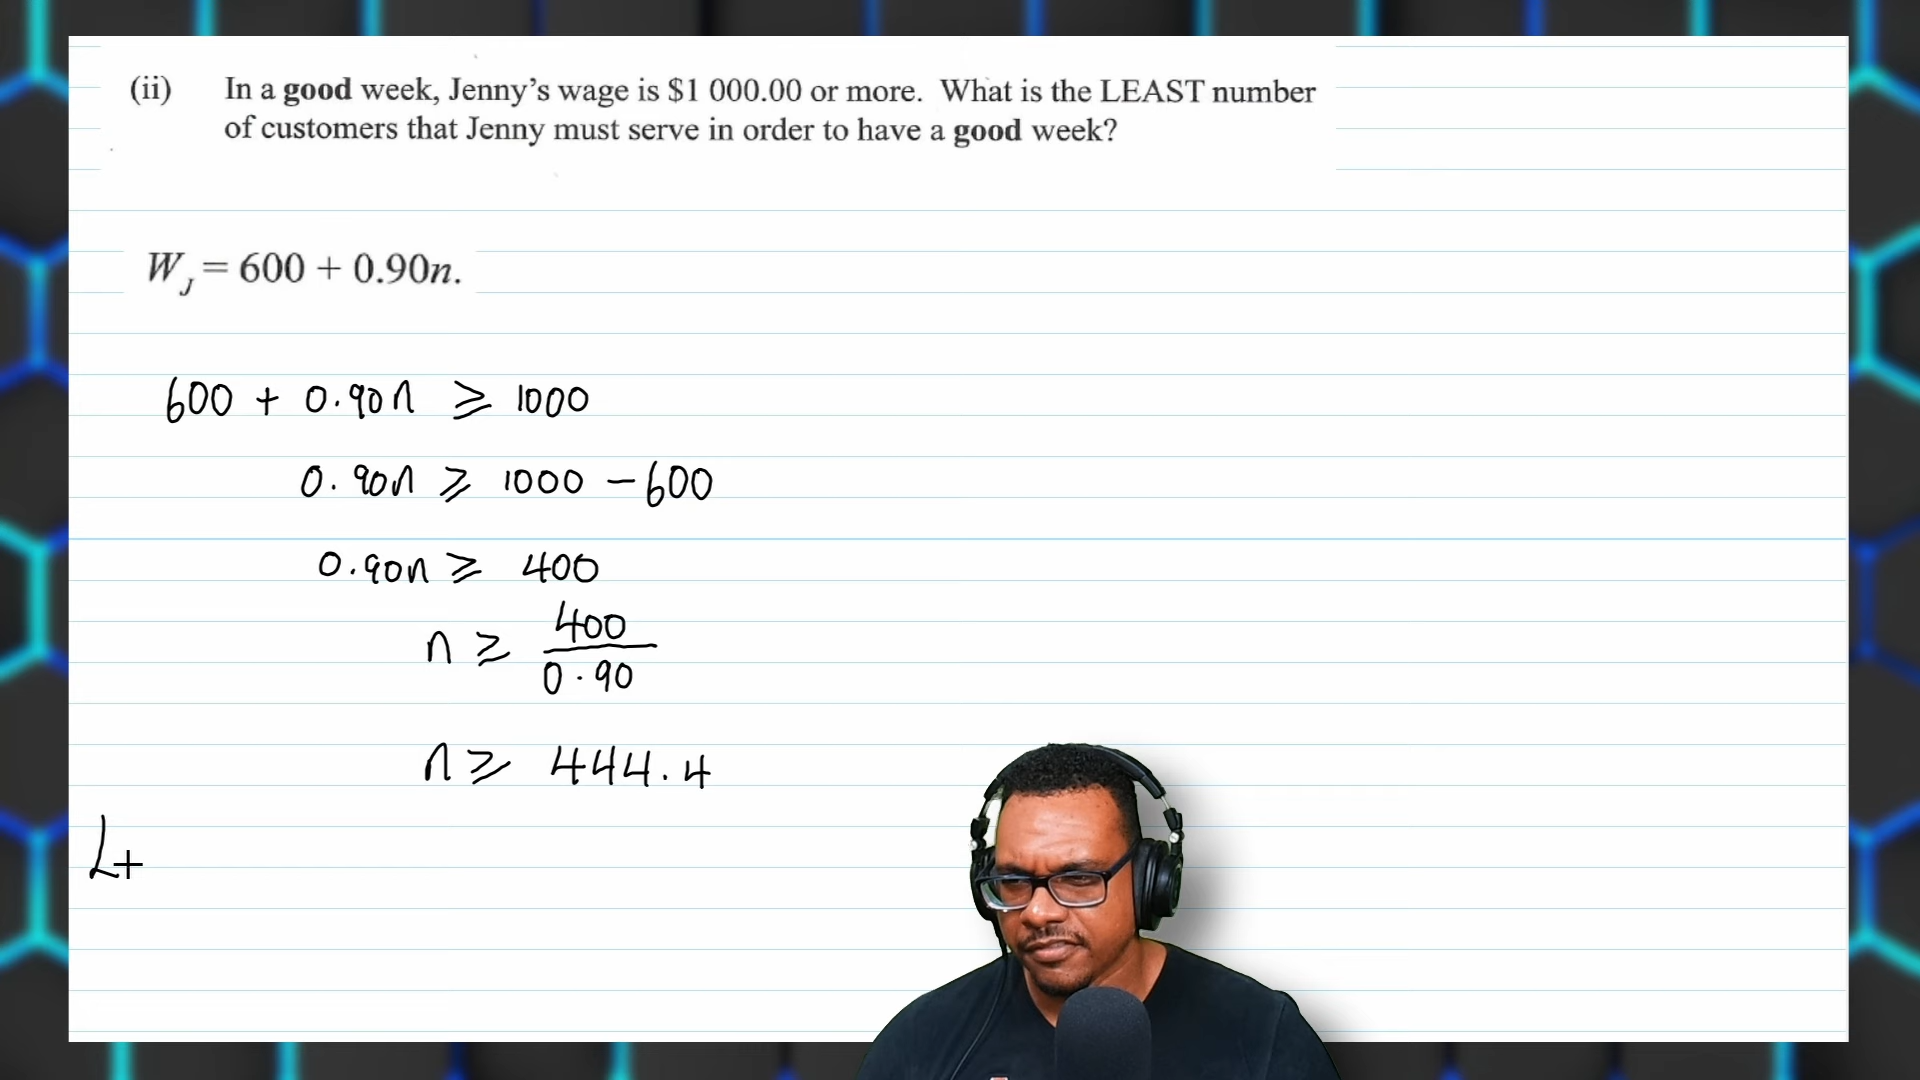 (ii) In a good week, Jenny's wage is $1 000.00 or more. What is the LEAST number
of customers that Jenny must serve in order to have a good week?
W_J = 600 + 0.90n.
600 + 0.90n ⩾ 1000
0.90n ⩾ 1000 - 600
0.90n ⩾ 400
n ⩾ 400/0.90
n ⩾ 444.4
L